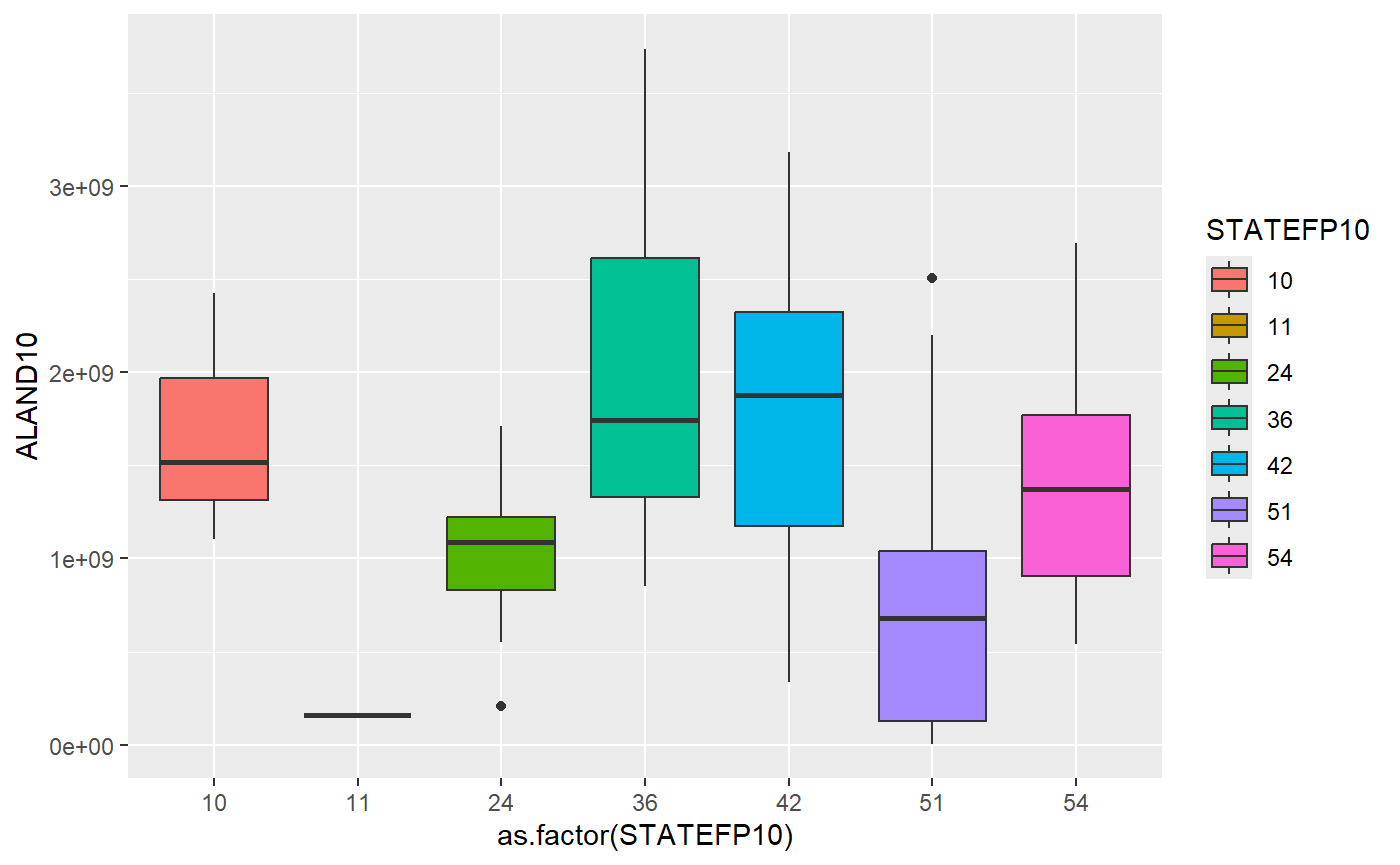 ALAND10
3e+09
2e+09
1e+09
0e+00
10 11 24 36 42 51 54
as.factor(STATEFP10)
STATEFP10
10
11
24
36
42
51
54